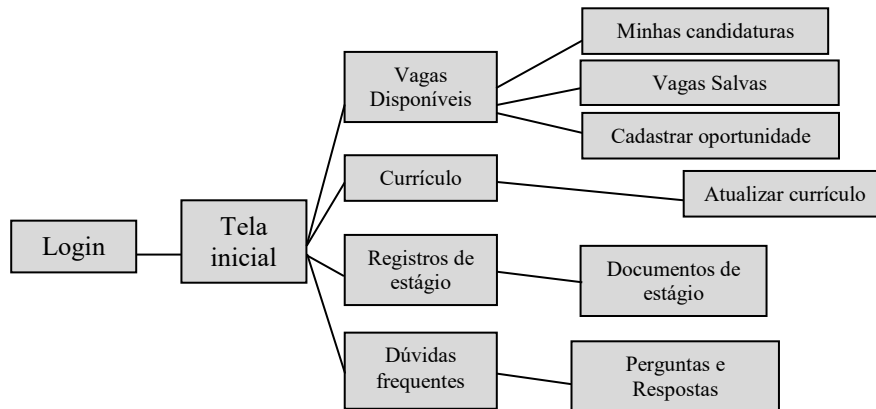 Login
Tela
inicial
Vagas
Disponíveis
Minhas candidaturas
Vagas Salvas
Cadastrar oportunidade
Currículo
Atualizar currículo
Registros de
estágio
Documentos de
estágio
Dúvidas
frequentes
Perguntas e
Respostas